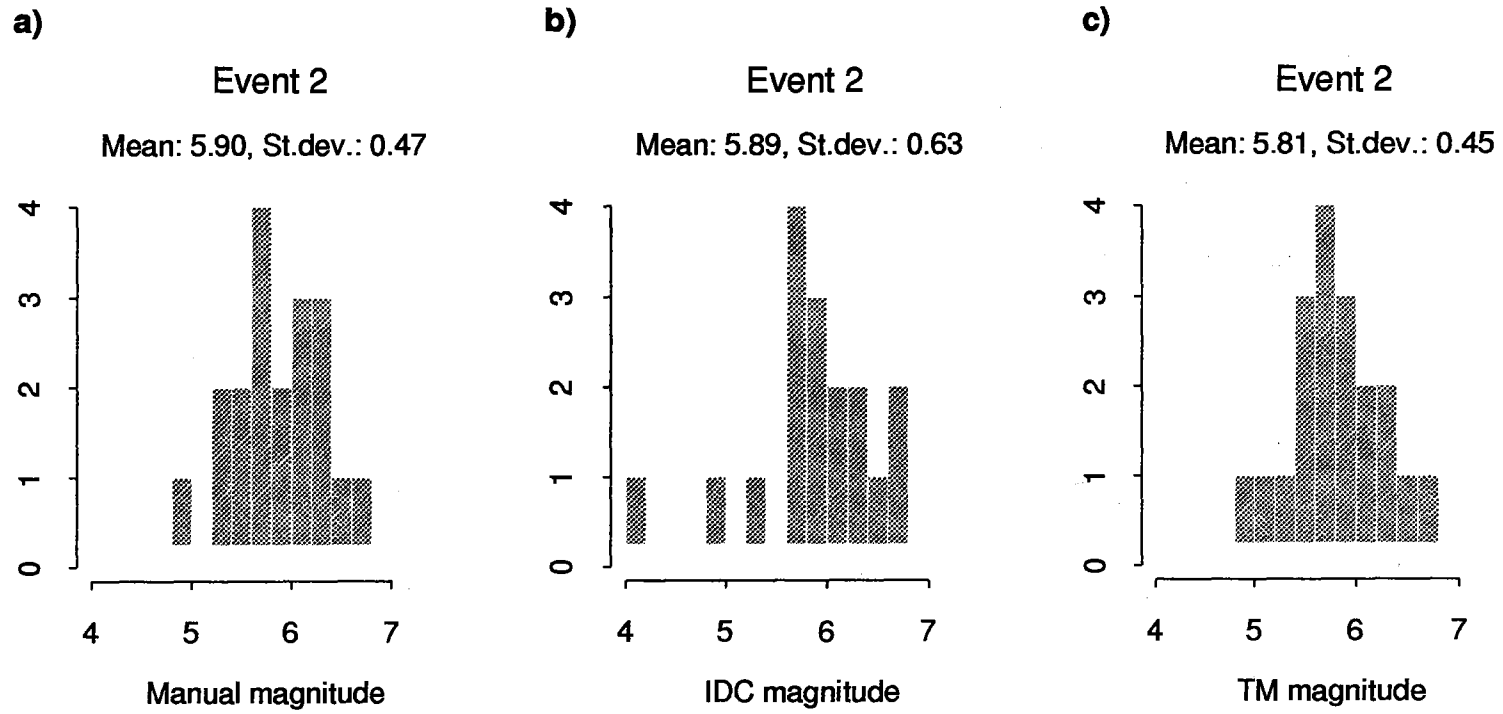 a)
Event 2
Mean: 5.90, St.dev.: 0.47
4
3
2
1
0
4 5 6 7
Manual magnitude
b)
Event 2
Mean: 5.89, St.dev.: 0.63
4
3
2
1
0
4 5 6 7
IDC magnitude
c)
Event 2
Mean: 5.81, St.dev.: 0.45
4
3
2
1
0
4 5 6 7
TM magnitude